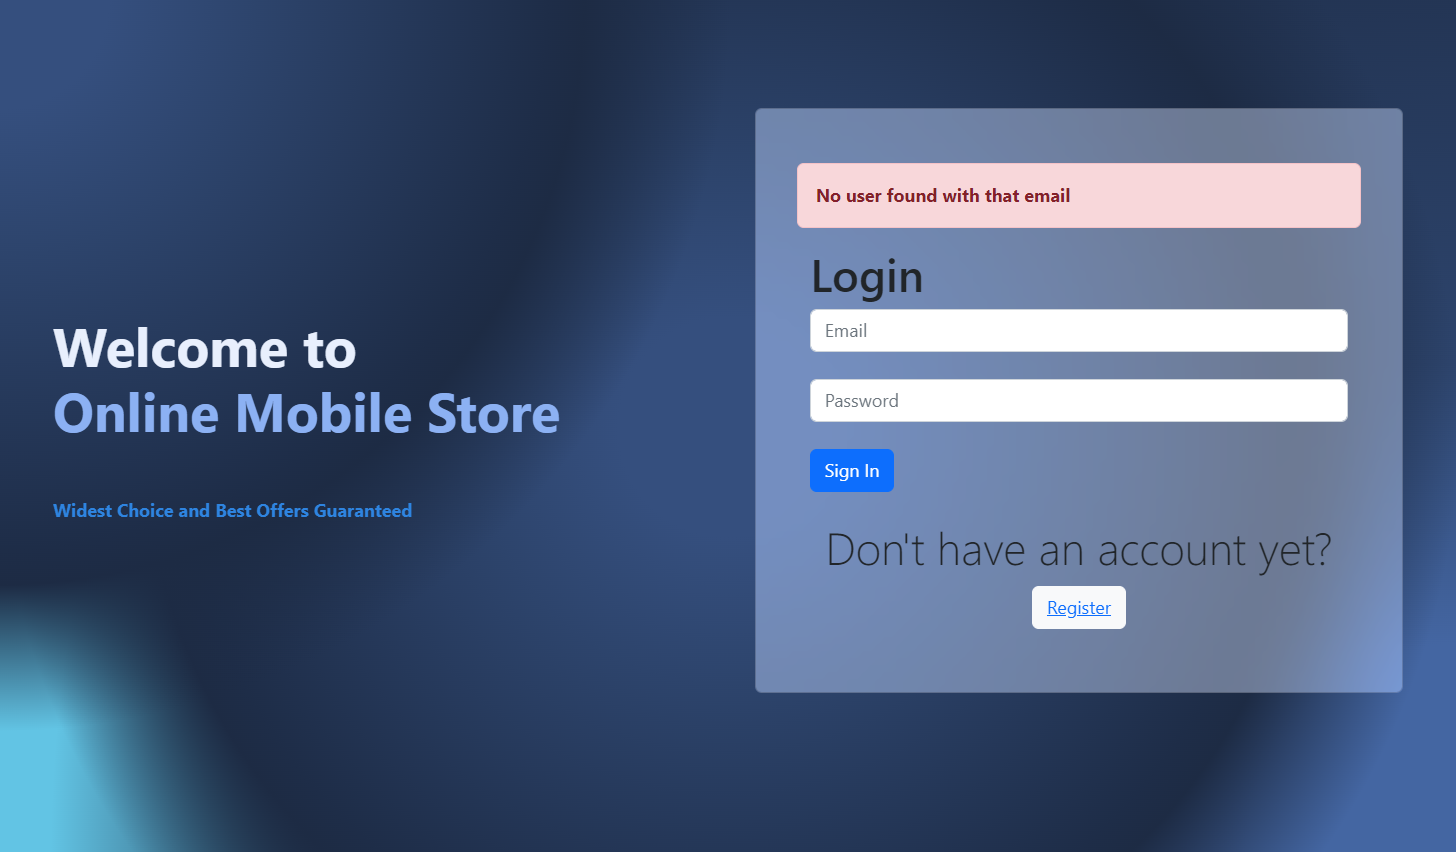 Welcome to
Online Mobile Store
Widest Choice and Best Offers Guaranteed
No user found with that email
Login
Email
Password
Sign In
Don't have an account yet?
Register